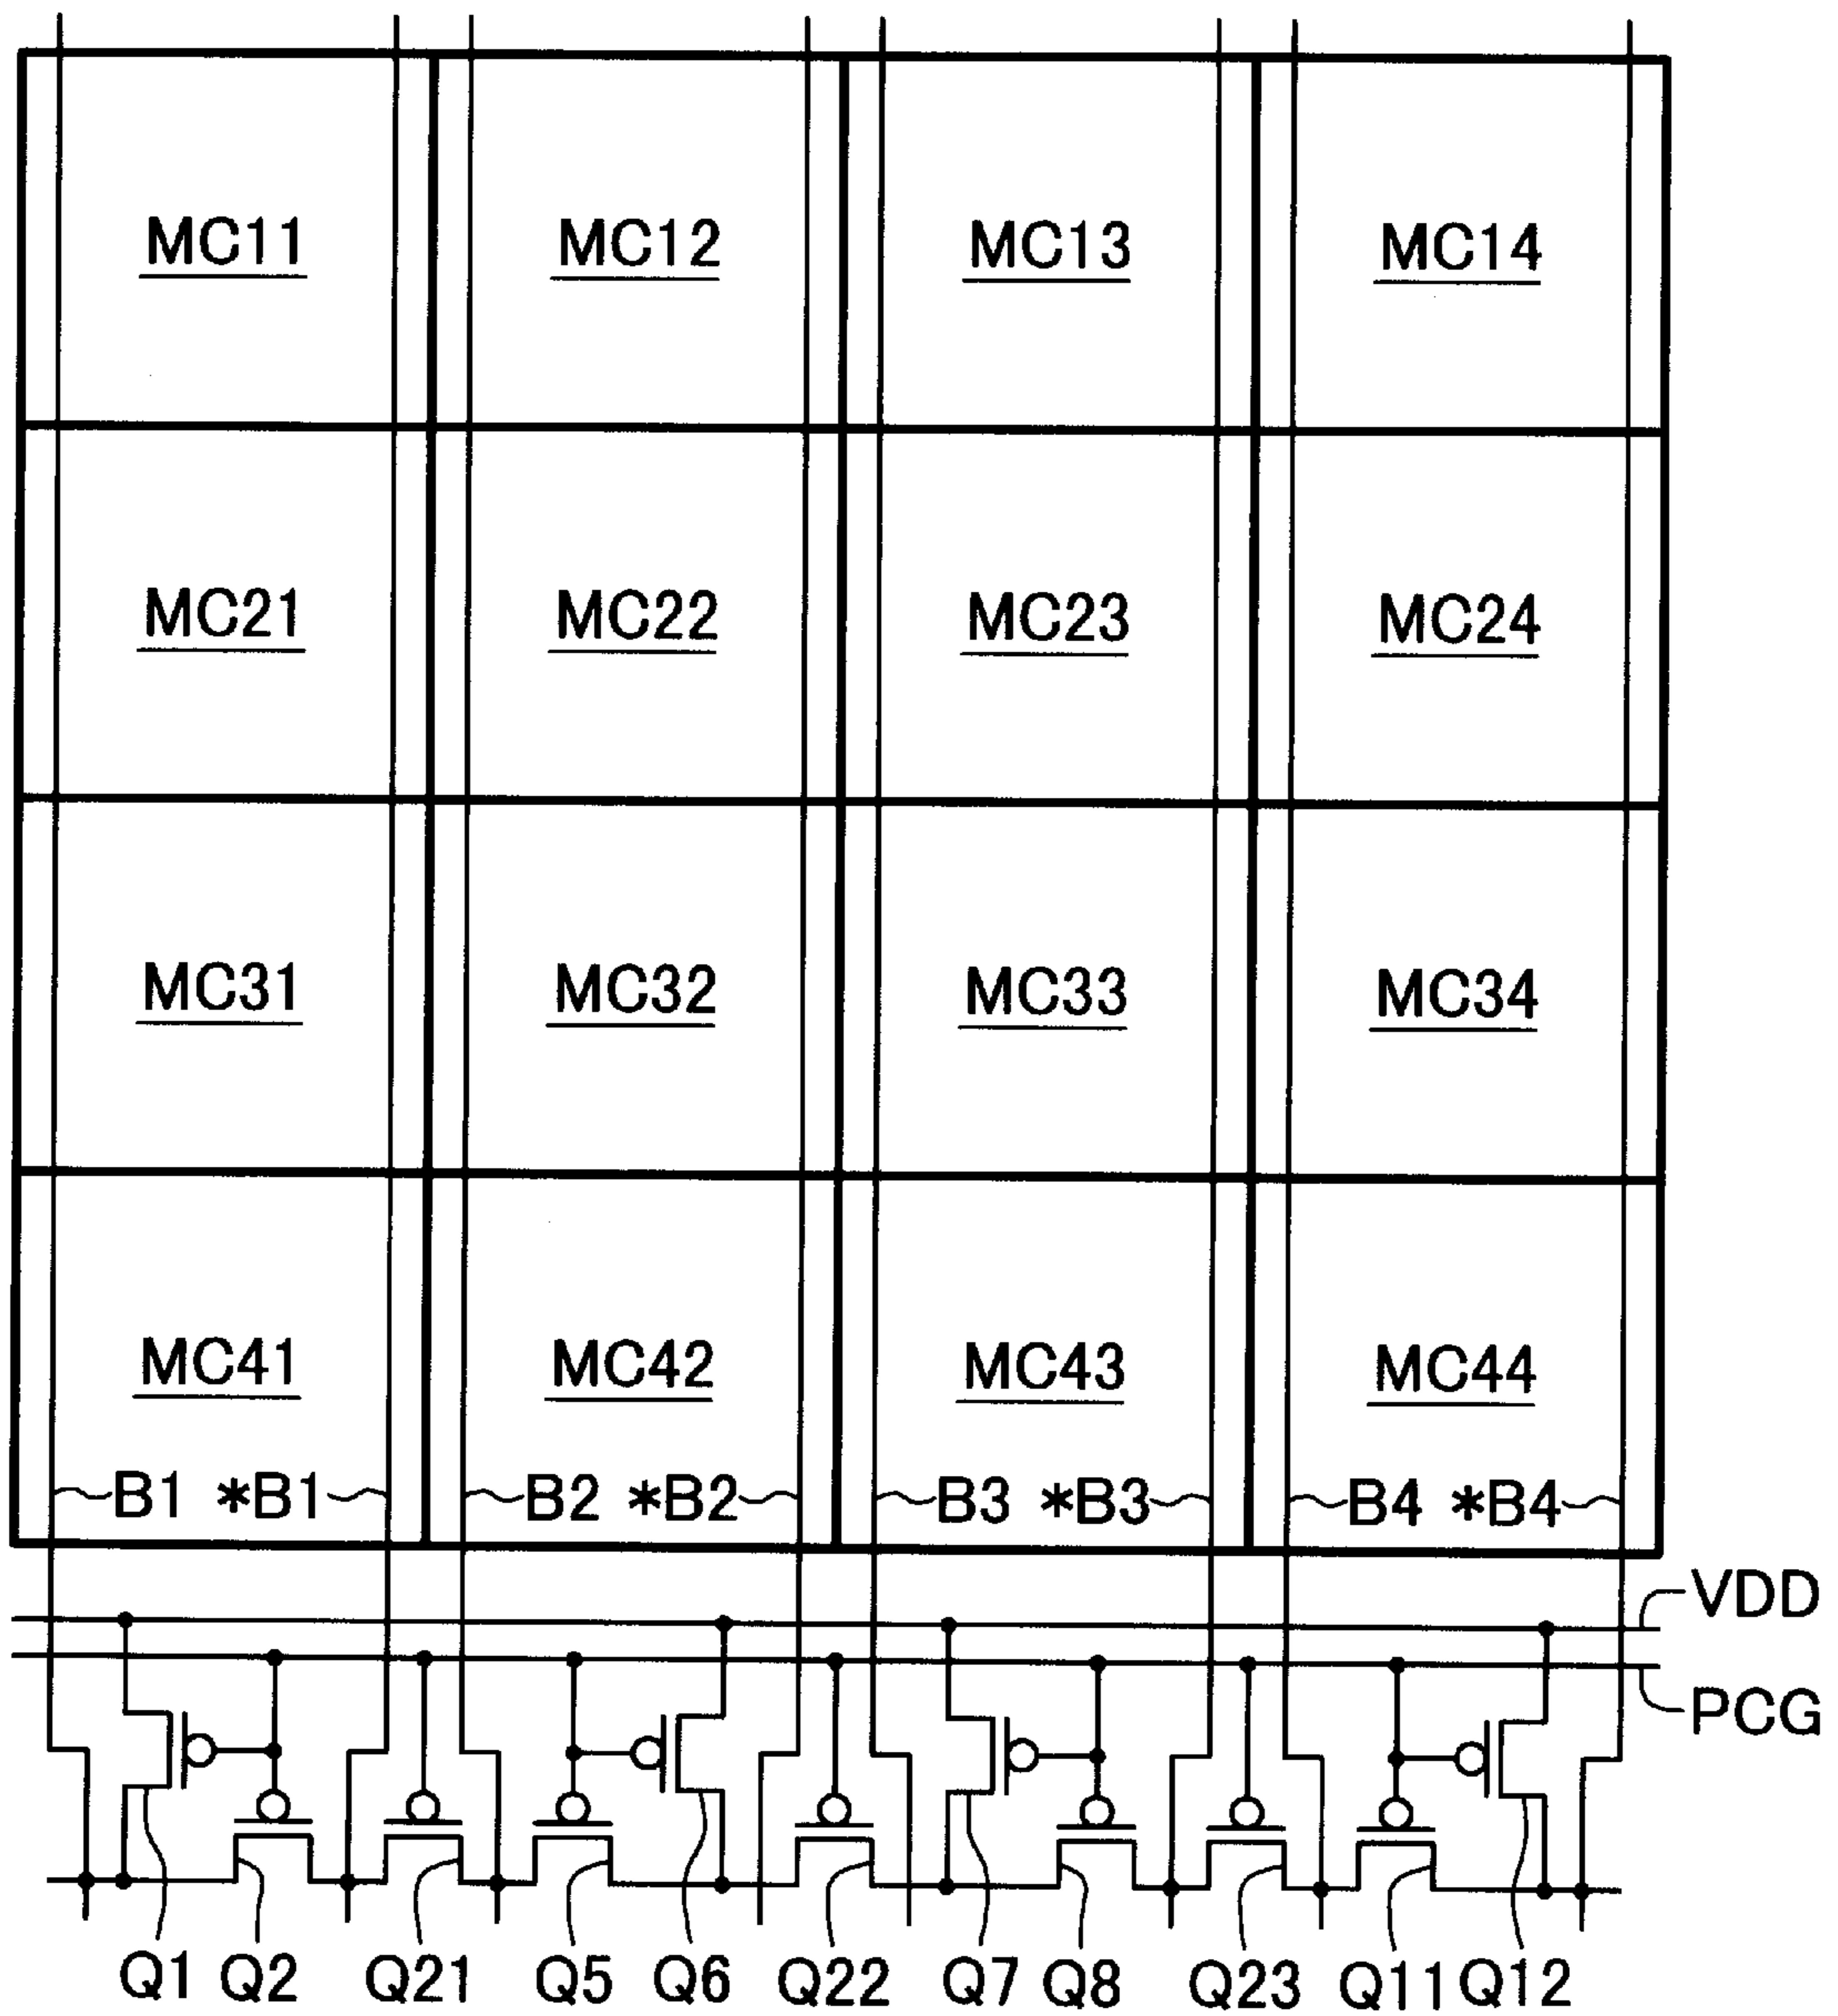 MC11 MC12 MC13 MC14
MC21 MC22 MC23 MC24
MC31 MC32 MC33 MC34
MC41 MC42 MC43 MC44
B1 *B1 B2 *B2 B3 *B3 B4 *B4
VDD
PCG
Q1 Q2 Q21 Q5 Q6 Q22 Q7 Q8 Q23 Q11 Q12